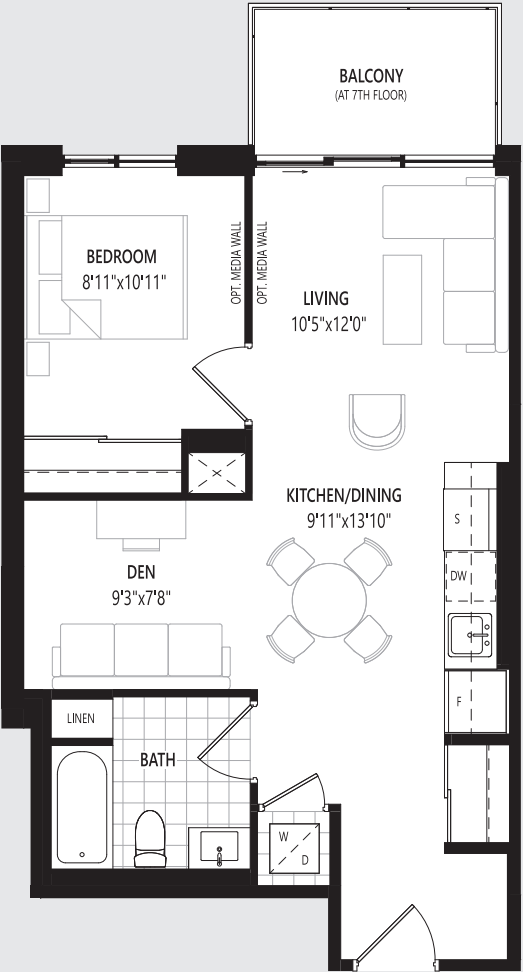 BALCONY
(AT 7TH FLOOR)
BEDROOM
8'11"x10'11"
OPT. MEDIA WALL
OPT. MEDIA WALL
LIVING
10'5"x12'0"
KITCHEN/DINING
9'11"x13'10"
S
DW
DEN
9'3"x7'8"
F
LINEN
BATH
W
D